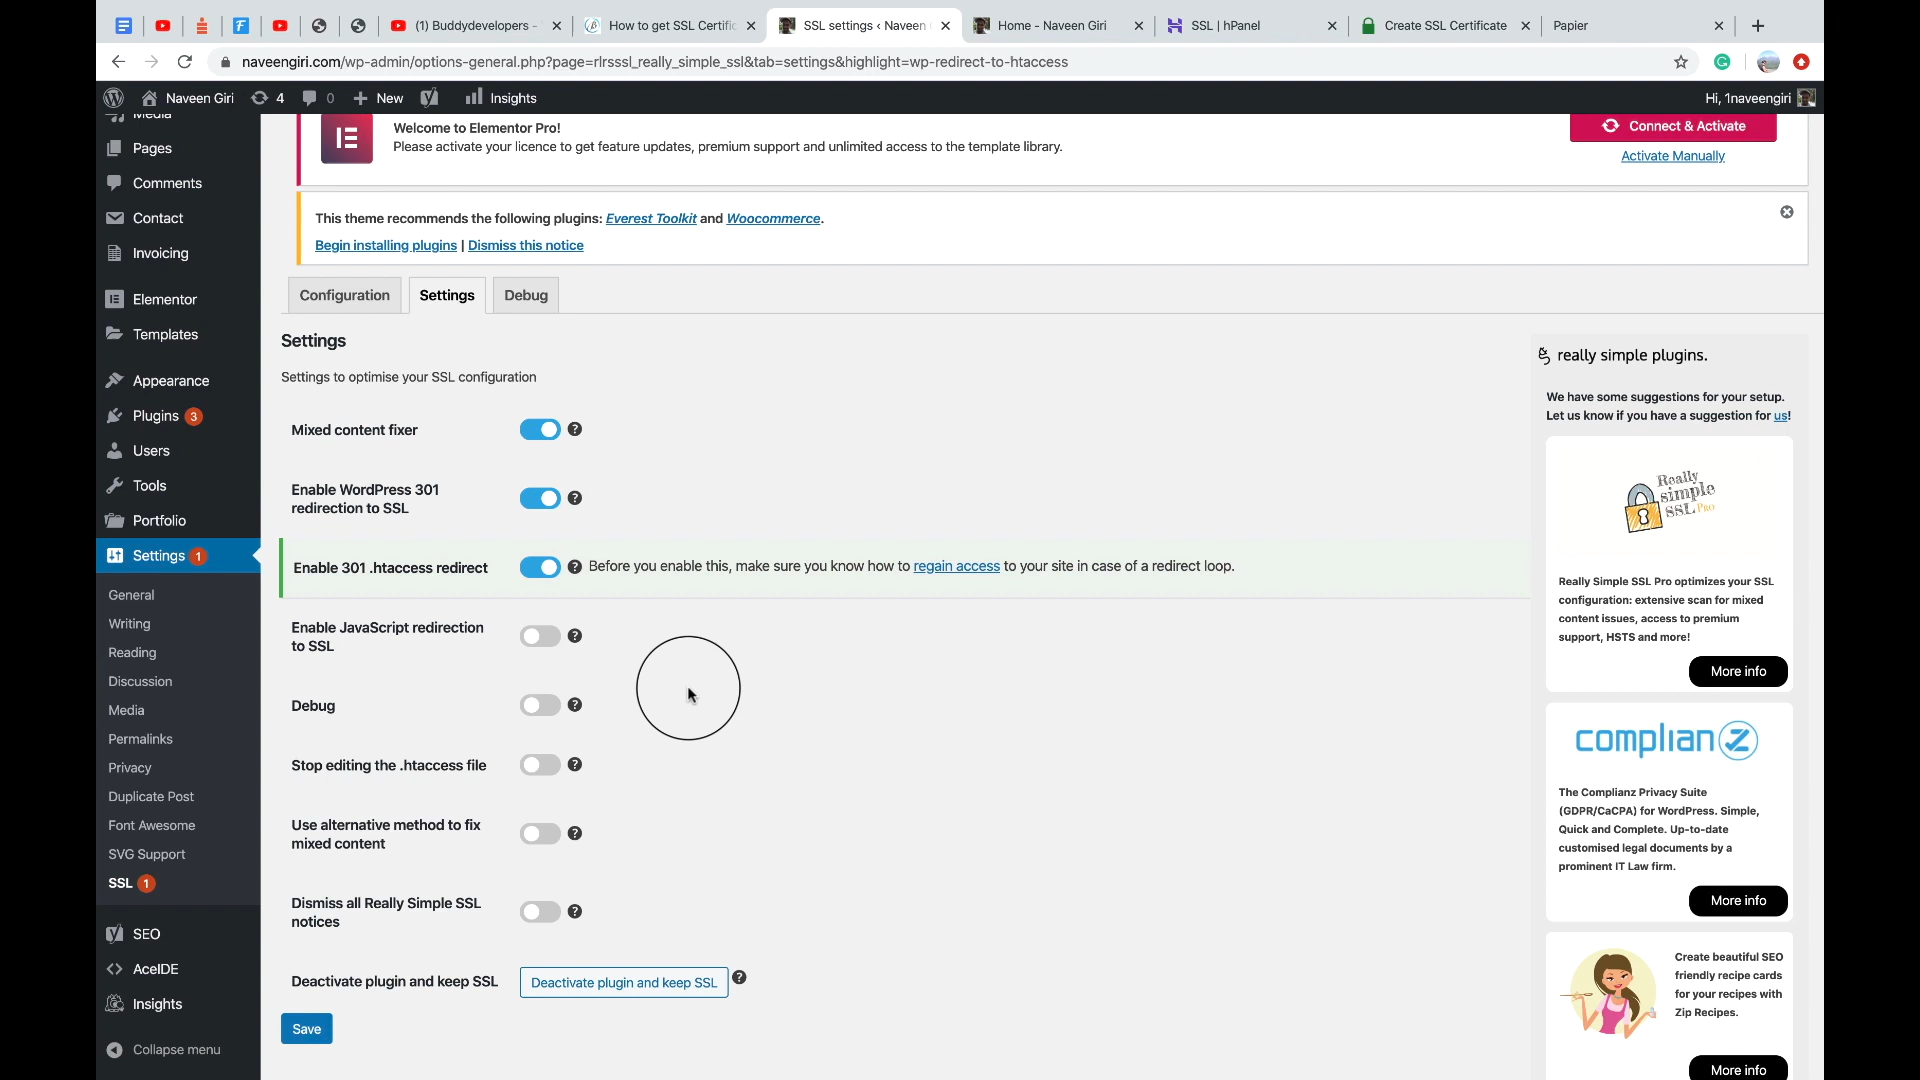 (1) Buddydevelopers -
How to get SSL Certific
SSL settings ‹ Naveen
Home - Naveen Giri
SSL | hPanel
Create SSL Certificate
Papier
naveengiri.com/wp-admin/options-general.php?page=rlrsssl_really_simple_ssl&tab=settings&highlight=wp-redirect-to-htaccess
Naveen Giri
4
0
New
Insights
Hi, 1naveengiri
Media
Pages
Comments
Contact
Invoicing
Elementor
Templates
Appearance
Plugins 3
Users
Tools
Portfolio
Settings 1
General
Writing
Reading
Discussion
Media
Permalinks
Privacy
Duplicate Post
Font Awesome
SVG Support
SSL 1
SEO
AceIDE
Insights
Collapse menu
Welcome to Elementor Pro!
Please activate your licence to get feature updates, premium support and unlimited access to the template library.
Connect & Activate
Activate Manually
This theme recommends the following plugins: Everest Toolkit and Woocommerce.
Begin installing plugins | Dismiss this notice
Configuration
Settings
Debug
Settings
Settings to optimise your SSL configuration
Mixed content fixer
Enable WordPress 301
redirection to SSL
Enable 301 .htaccess redirect
Before you enable this, make sure you know how to regain access to your site in case of a redirect loop.
Enable JavaScript redirection
to SSL
Debug
Stop editing the .htaccess file
Use alternative method to fix
mixed content
Dismiss all Really Simple SSL
notices
Deactivate plugin and keep SSL
Deactivate plugin and keep SSL
Save
really simple plugins.
We have some suggestions for your setup.
Let us know if you have a suggestion for us!
Really
simple
SSL Pro
Really Simple SSL Pro optimizes your SSL
configuration: extensive scan for mixed
content issues, access to premium
support, HSTS and more!
More info
complianz
The Complianz Privacy Suite
(GDPR/CaCPA) for WordPress. Simple,
Quick and Complete. Up-to-date
customised legal documents by a
prominent IT Law firm.
More info
Create beautiful SEO
friendly recipe cards
for your recipes with
Zip Recipes.
More info